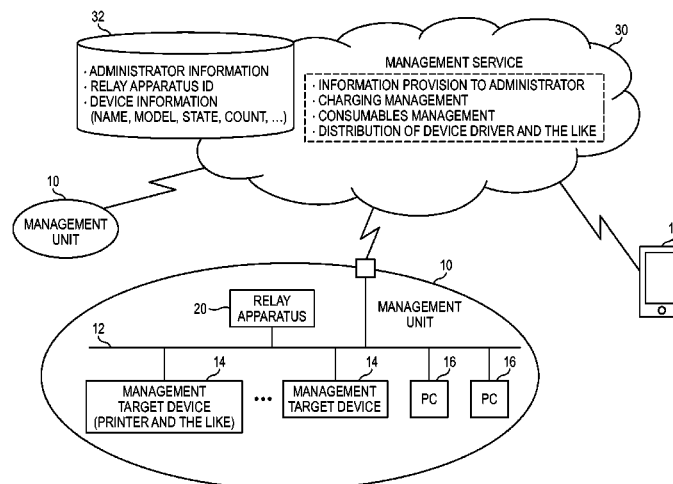 32
· ADMINISTRATOR INFORMATION
· RELAY APPARATUS ID
· DEVICE INFORMATION
(NAME, MODEL, STATE, COUNT, ...)
30
MANAGEMENT SERVICE
· INFORMATION PROVISION TO ADMINISTRATOR
· CHARGING MANAGEMENT
· CONSUMABLES MANAGEMENT
· DISTRIBUTION OF DEVICE DRIVER AND THE LIKE
10
MANAGEMENT
UNIT
10
MANAGEMENT
UNIT
20
RELAY
APPARATUS
12
14
MANAGEMENT
TARGET DEVICE
(PRINTER AND THE LIKE)
...
14
MANAGEMENT
TARGET DEVICE
16
PC
16
PC